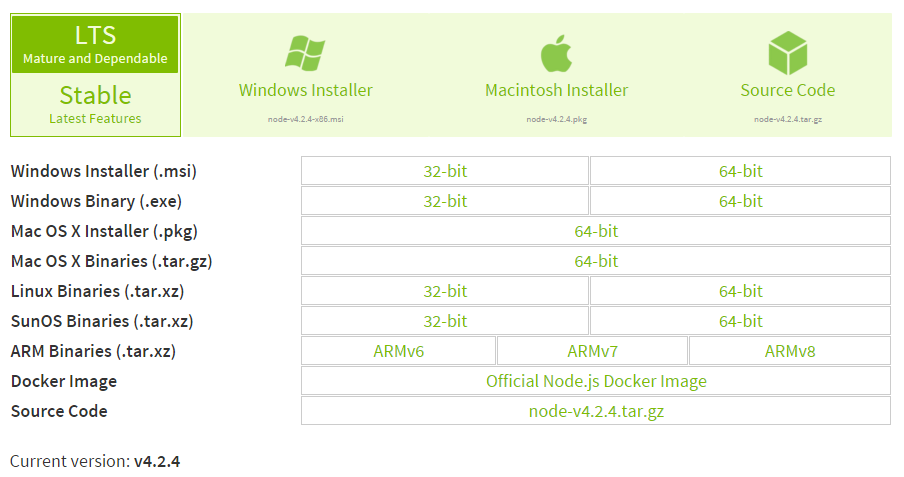 LTS
Mature and Dependable
Stable
Latest Features
Windows Installer
node-v4.2.4-x86.msi
Macintosh Installer
node-v4.2.4.pkg
Source Code
node-v4.2.4.tar.gz
Windows Installer (.msi) 32-bit 64-bit
Windows Binary (.exe) 32-bit 64-bit
Mac OS X Installer (.pkg) 64-bit
Mac OS X Binaries (.tar.gz) 64-bit
Linux Binaries (.tar.xz) 32-bit 64-bit
SunOS Binaries (.tar.xz) 32-bit 64-bit
ARM Binaries (.tar.xz) ARMv6 ARMv7 ARMv8
Docker Image Official Node.js Docker Image
Source Code node-v4.2.4.tar.gz
Current version: v4.2.4